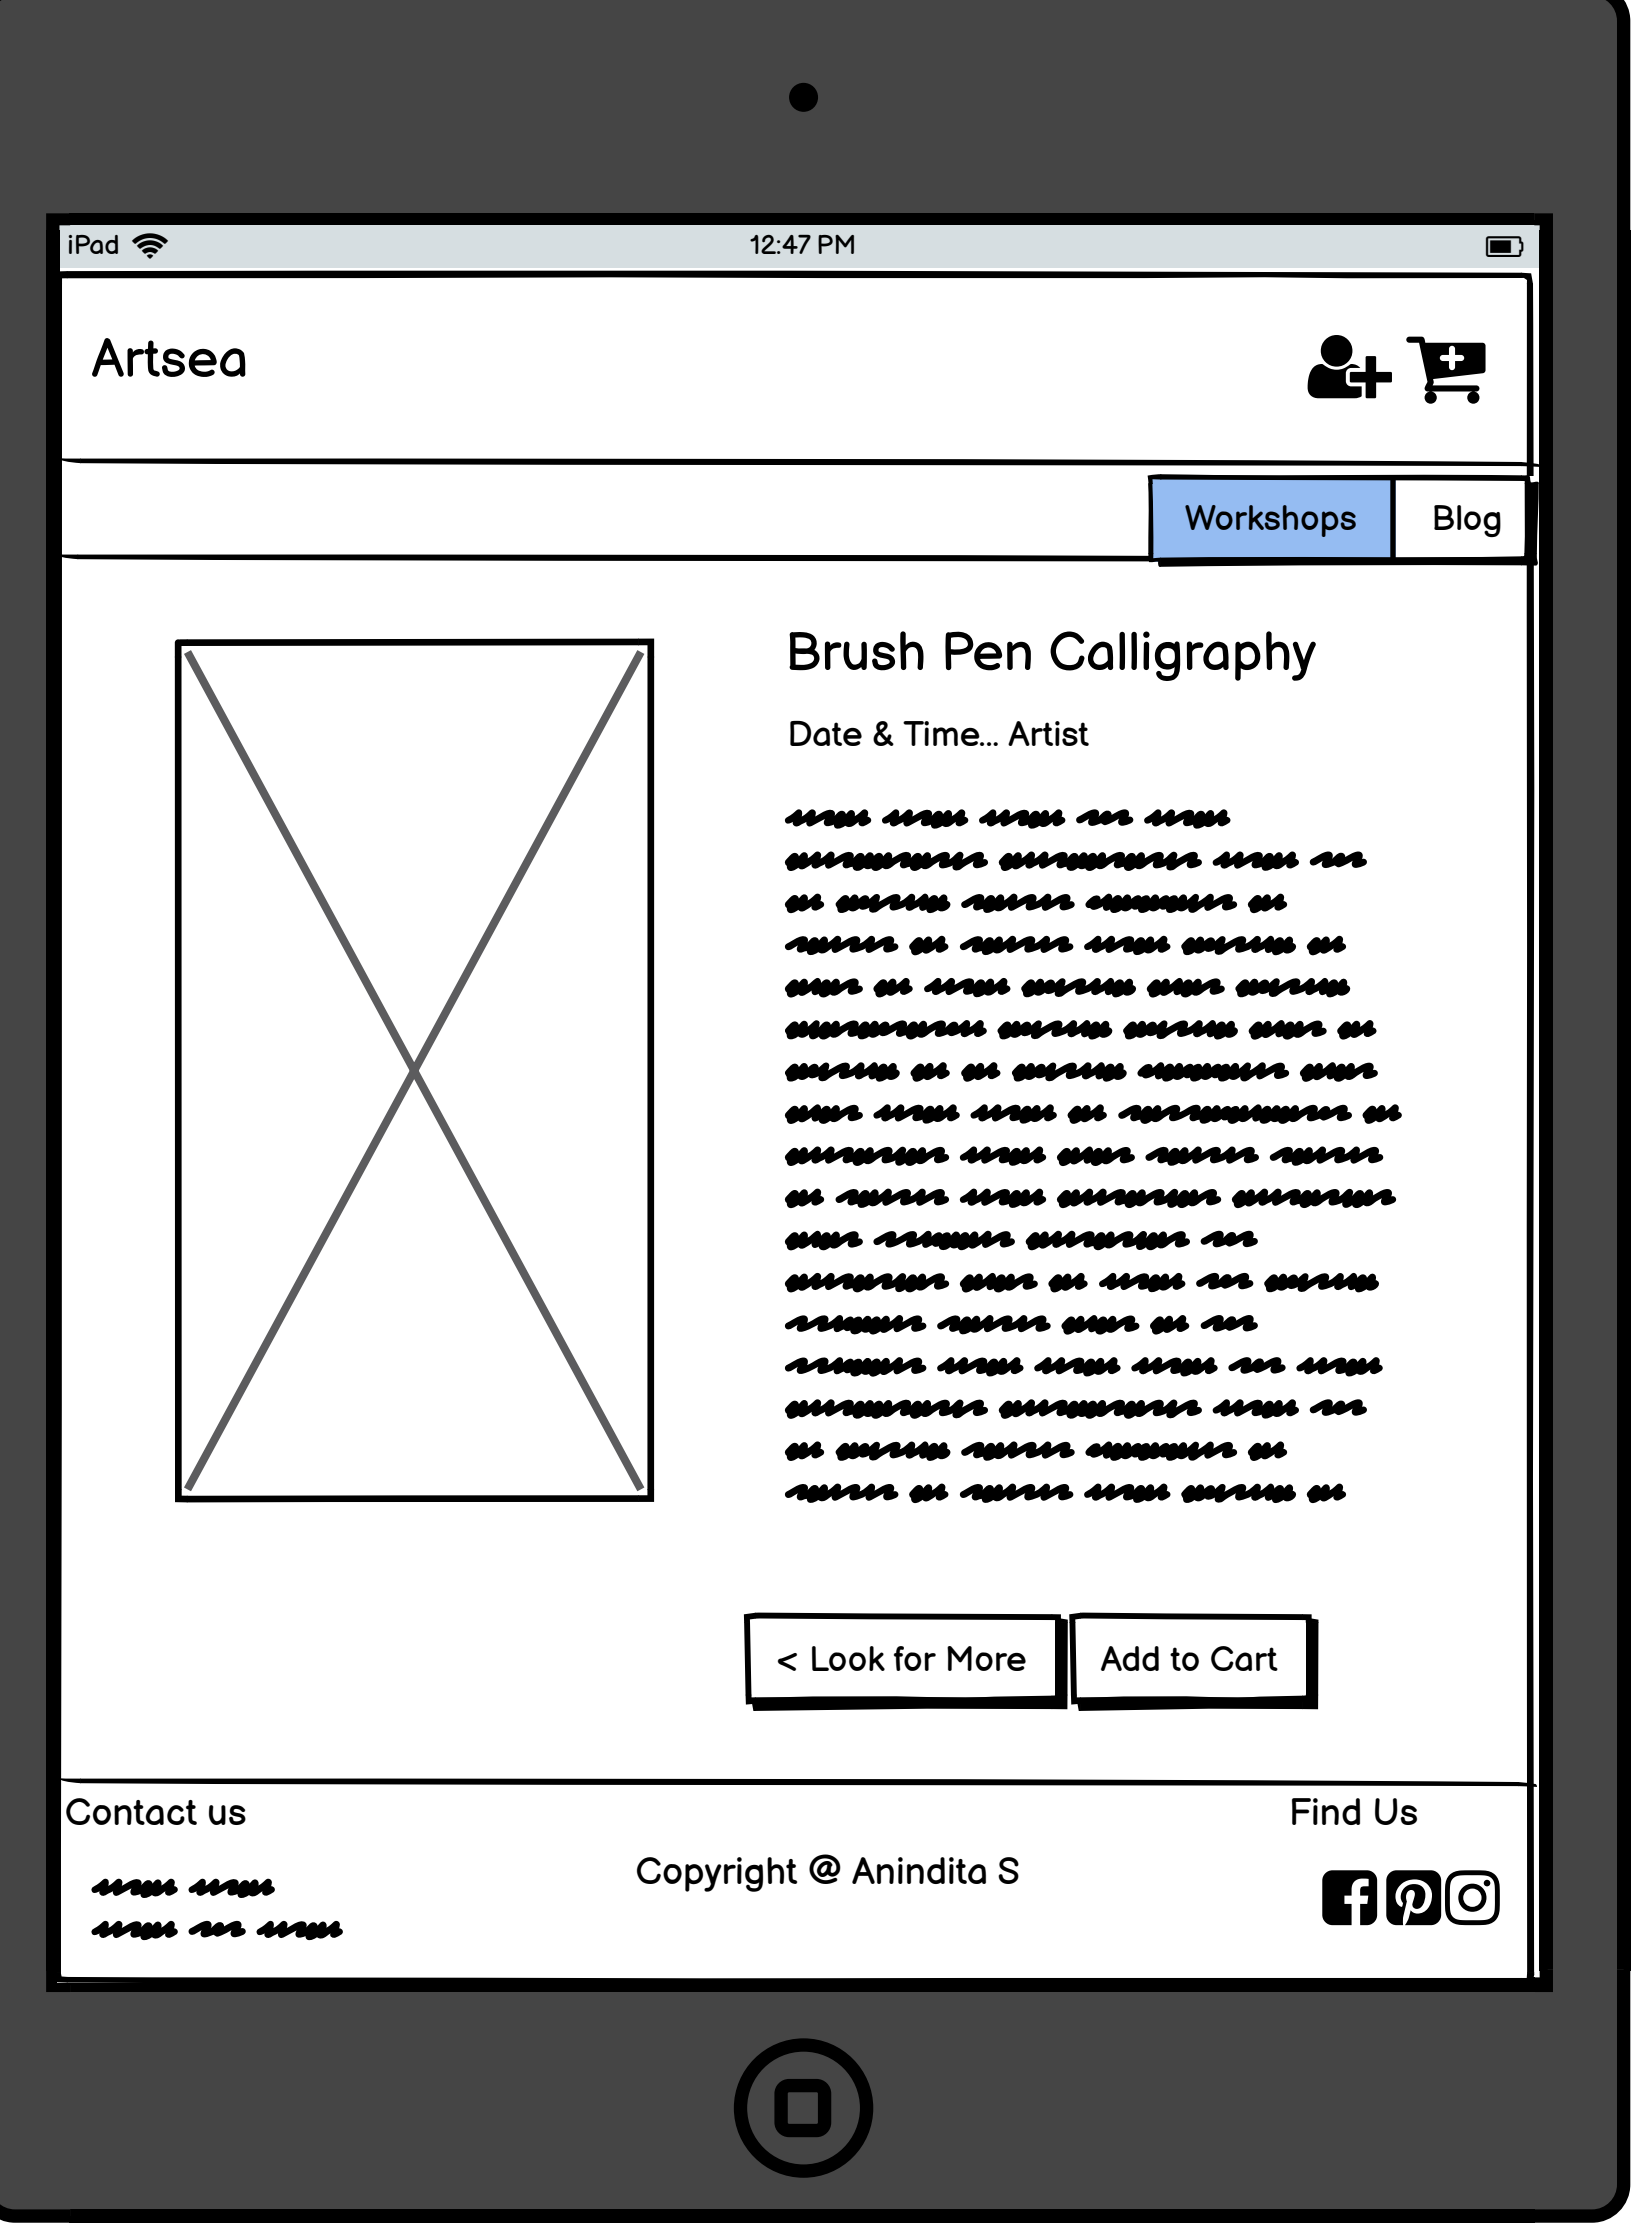 iPad 12:47 PM
Artsea
Workshops Blog
Brush Pen Calligraphy
Date & Time... Artist
< Look for More Add to Cart
Contact us Find Us
Copyright @ Anindita S